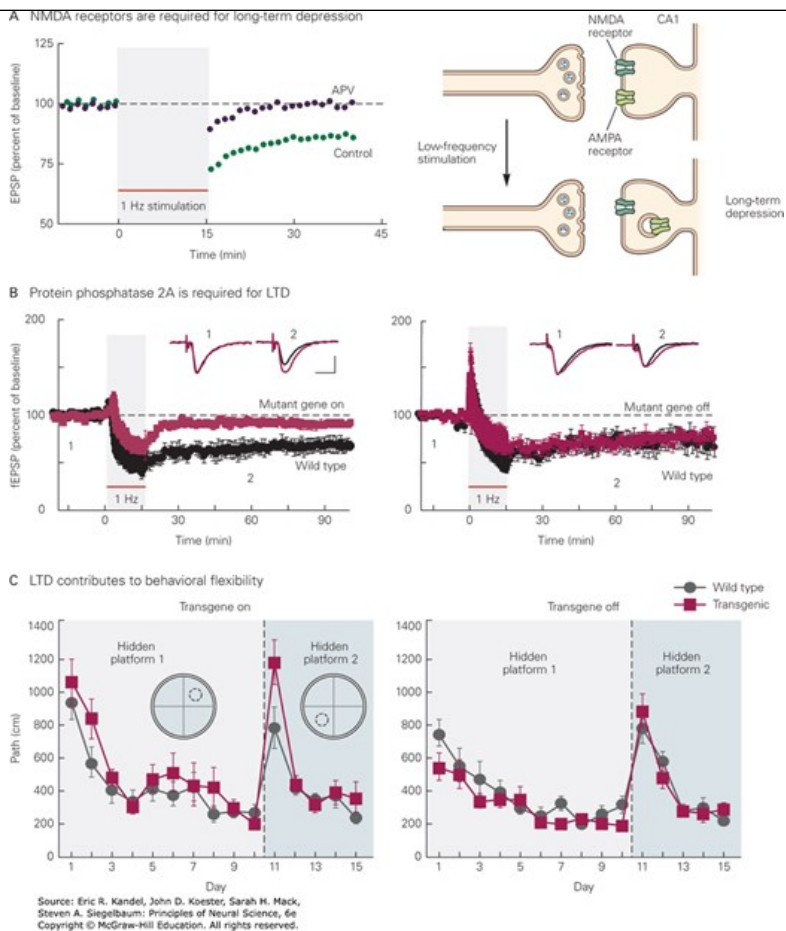 A NMDA receptors are required for long-term depression
125
100
75
50
EPSP (percent of baseline)
APV
Control
1 Hz stimulation
0
15
30
45
Time (min)
NMDA
receptor
CA1
AMPA
receptor
Low-frequency
stimulation
Long-term
depression
B Protein phosphatase 2A is required for LTD
200
100
0
fEPSP (percent of baseline)
1
2
Mutant gene on
1
Wild type
2
1 Hz
0
30
60
90
Time (min)
200
100
0
1
2
Mutant gene off
1
Wild type
2
1 Hz
0
30
60
90
Time (min)
C LTD contributes to behavioral flexibility
Wild type
Transgenic
Transgene on
1400
1200
1000
800
600
400
200
0
Path (cm)
Hidden
platform 1
Hidden
platform 2
1 3 5 7 9 11 13 15
Day
Transgene off
1400
1200
1000
800
600
400
200
0
Hidden
platform 1
Hidden
platform 2
1 3 5 7 9 11 13 15
Day
Source: Eric R. Kandel, John D. Koester, Sarah H. Mack,
Steven A. Siegelbaum: Principles of Neural Science, 6e
Copyright © McGraw-Hill Education. All rights reserved.